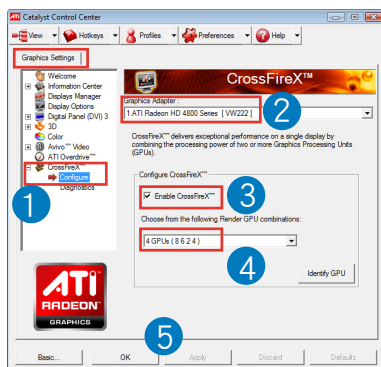 Catalyst Control Center
View Hotkeys Profiles Preferences Help
Graphics Settings
Welcome
Information Center
Displays Manager
Display Options
Digital Panel (DVI) 3
3D
Color
Avivo™ Video
ATI Overdrive™
CrossFireX™
Configure
Diagnostics
1
CrossFireX™
Graphics Adapter :
1.ATI Radeon HD 4800 Series [ VW222 ]
2
CrossFireX™ delivers exceptional performance on a single display by
combining the processing power of two or more Graphics Processing Units
(GPUs).
Configure CrossFireX™
Enable CrossFireX™
3
Choose from the following Render GPU combinations:
4 GPUs ( 8 6 2 4 )
4
Identify GPU
ATI
RADEON
GRAPHICS
5
Basic... OK Apply Discard Defaults